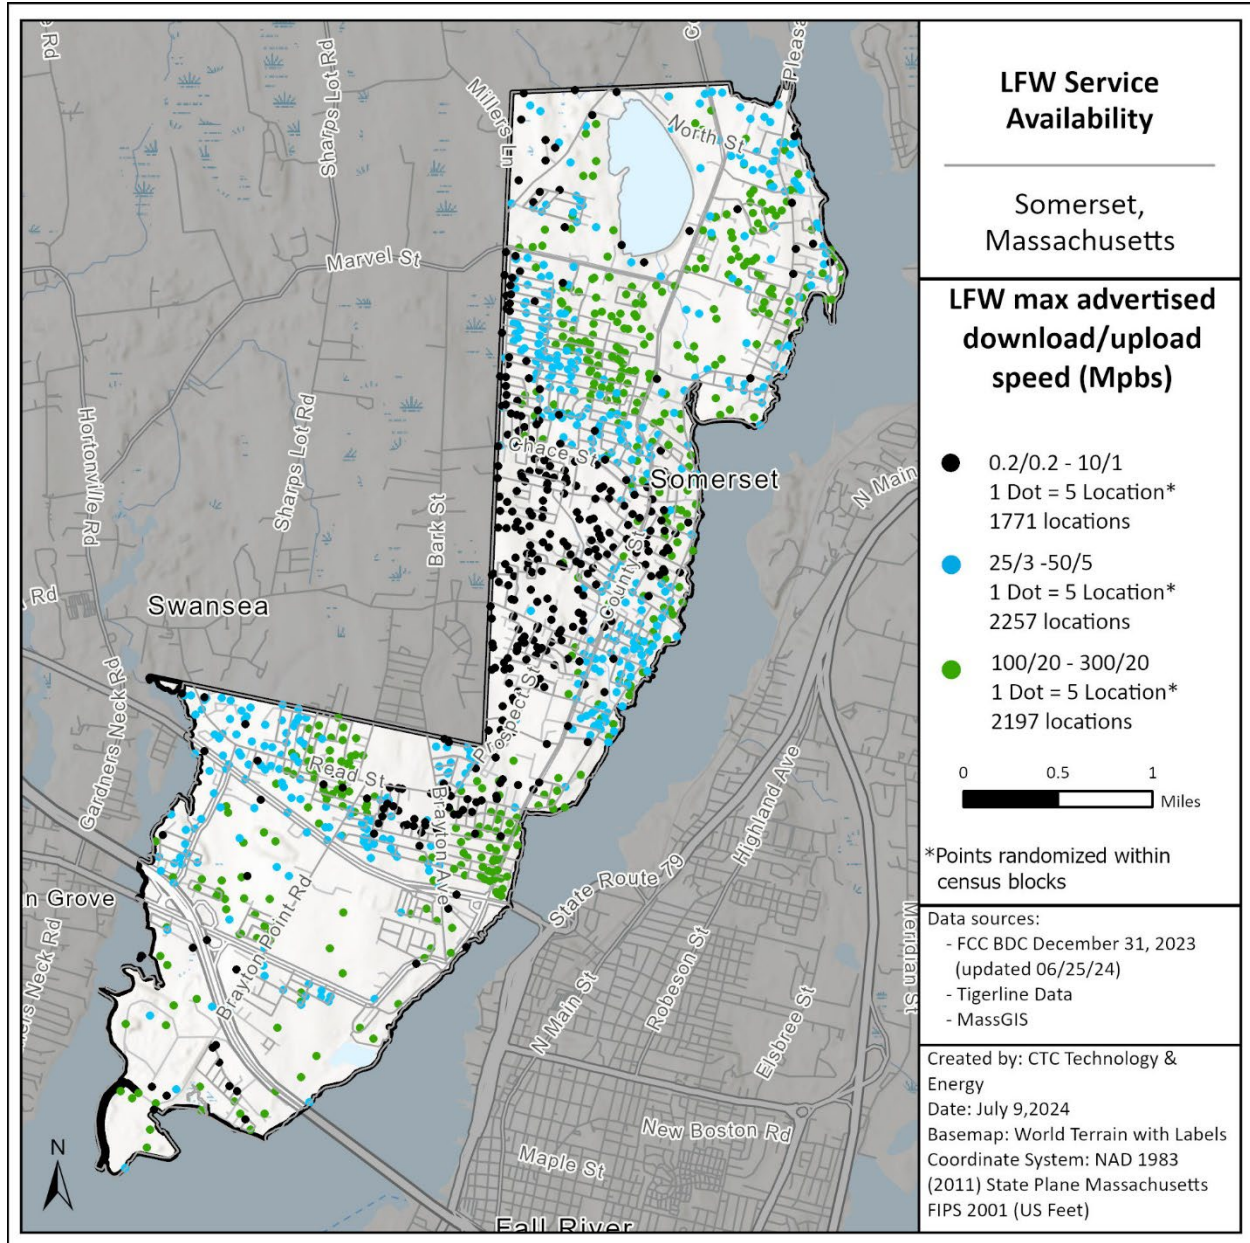 LFW Service
Availability
Somerset,
Massachusetts
LFW max advertised
download/upload
speed (Mpbs)
0.2/0.2 - 10/1
1 Dot = 5 Location*
1771 locations
25/3 -50/5
1 Dot = 5 Location*
2257 locations
100/20 - 300/20
1 Dot = 5 Location*
2197 locations
0 0.5 1
Miles
*Points randomized within
census blocks
Data sources:
- FCC BDC December 31, 2023
(updated 06/25/24)
- Tigerline Data
- MassGIS
Created by: CTC Technology &
Energy
Date: July 9,2024
Basemap: World Terrain with Labels
Coordinate System: NAD 1983
(2011) State Plane Massachusetts
FIPS 2001 (US Feet)
Rd
Sharps Lot Rd
Millers Ln
North St
Marvel St
Hortonville Rd
Sharps Lot Rd
Bark St
Chace St
Somerset
N Main
Rd
Swansea
County St
Gardners Neck Rd
Prospect St
Read St
Brayton Ave
Highland Ave
State Route 79
n Grove
Brayton Point Rd
Meridian St
Robeson St
N Main St
Elsbree St
ers Neck Rd
New Boston Rd
Maple St
Fall River
N